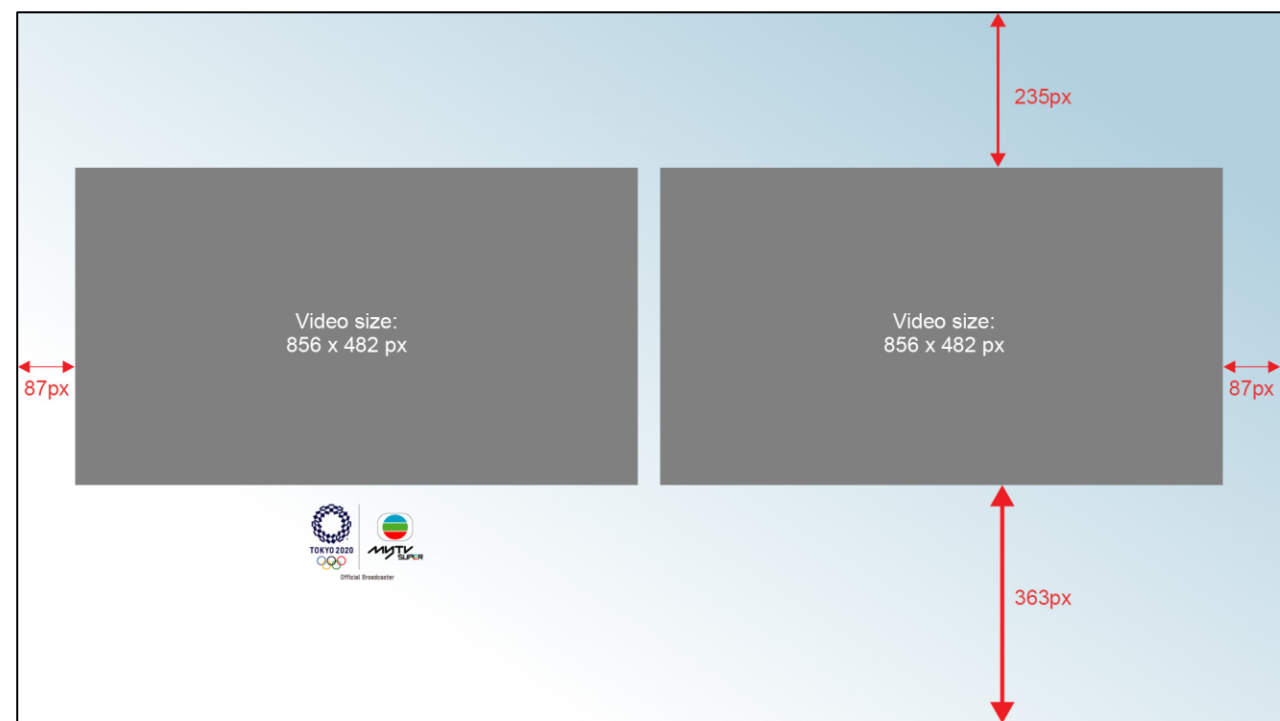 235px
Video size:
856 x 482 px
Video size:
856 x 482 px
87px
87px
TOKYO 2020
MYTV
SUPER
Official Broadcaster
363px